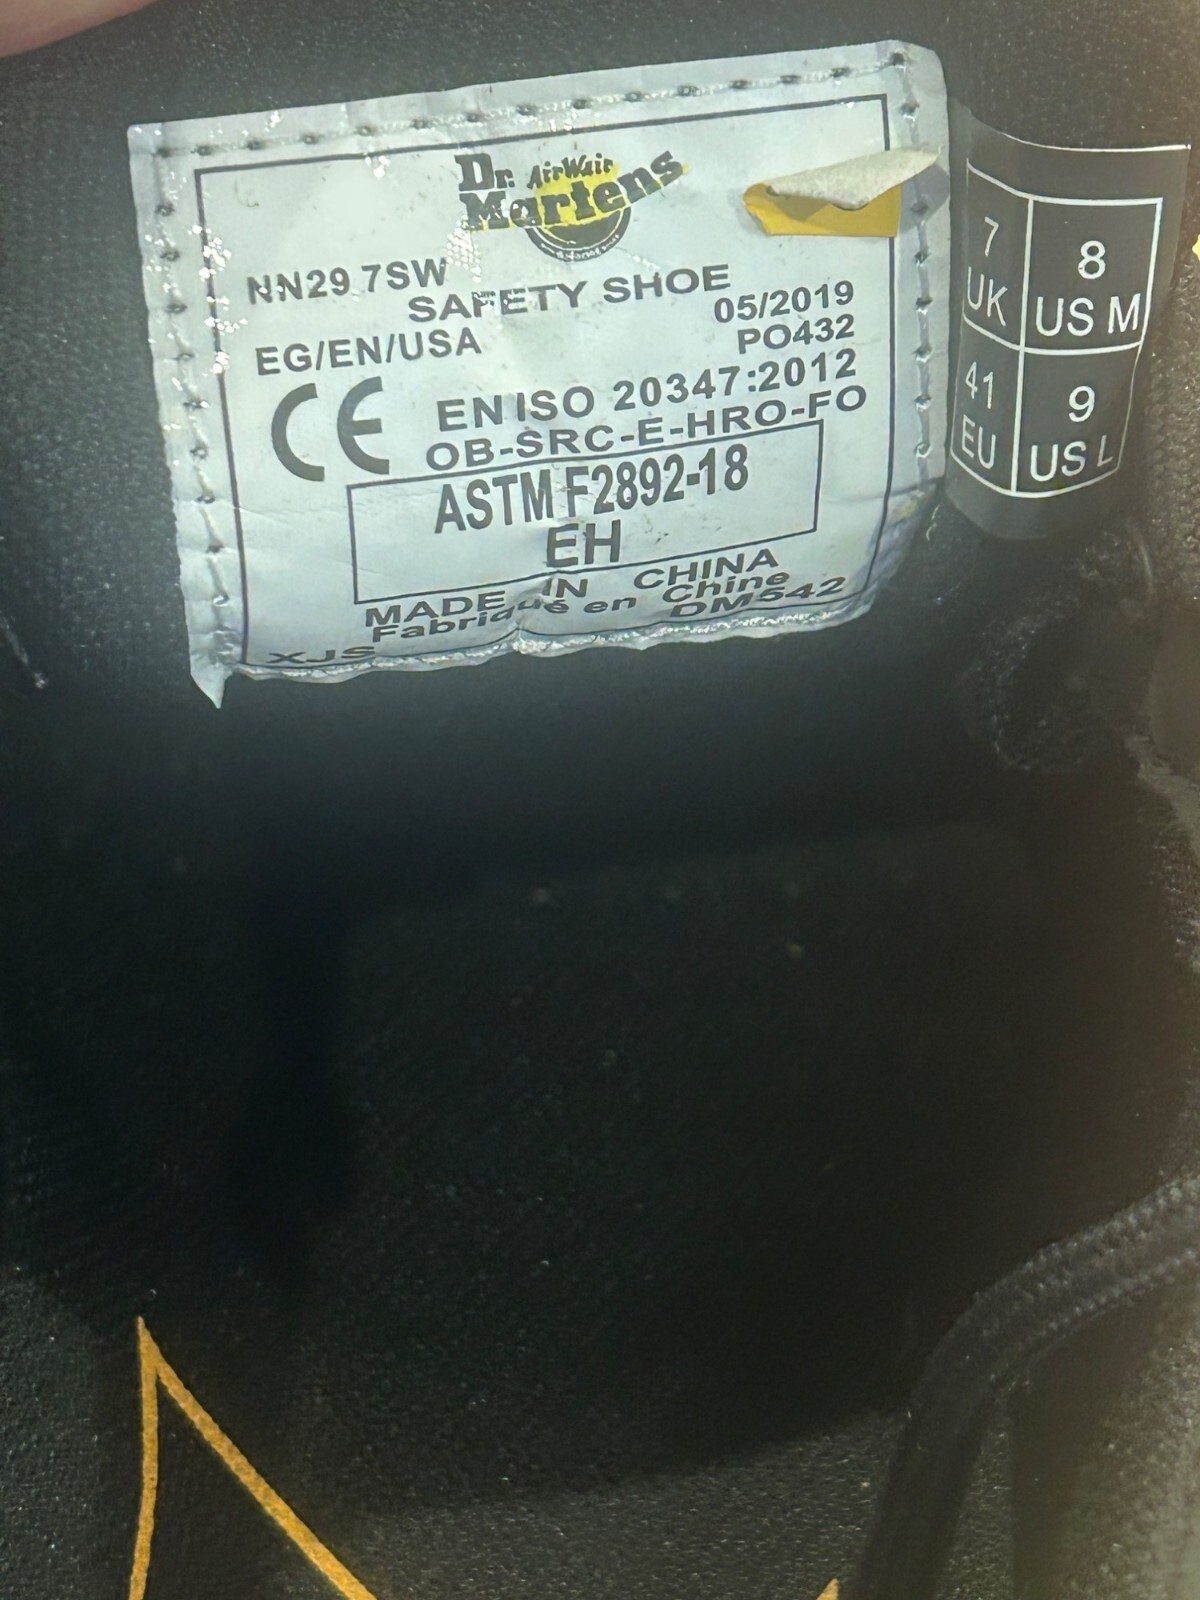 Dr. AirWair
Martens
NN29 7SW
SAFETY SHOE
05/2019
EG/EN/USA
PO432
CE
EN ISO 20347:2012
OB-SRC-E-HRO-FO
ASTM F2892-18
EH
MADE IN CHINA
Fabriqué en Chine
DM542
XJS
7 UK
8 US M
41 EU
9 US L